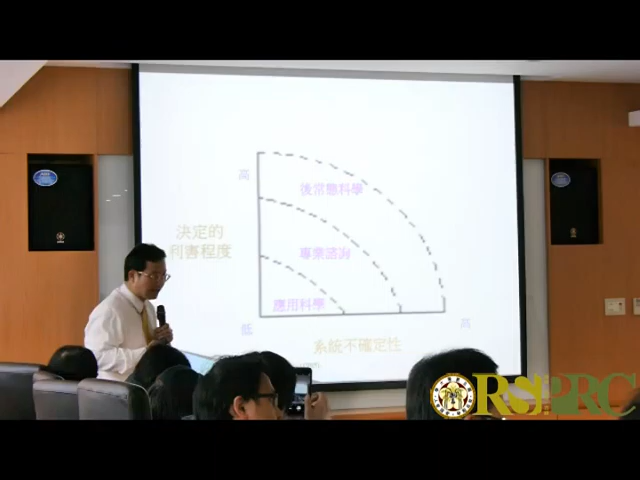 高
後常態科學
決定的
利害程度
專業諮詢
應用科學
低
高
系統不確定性
RSPRC